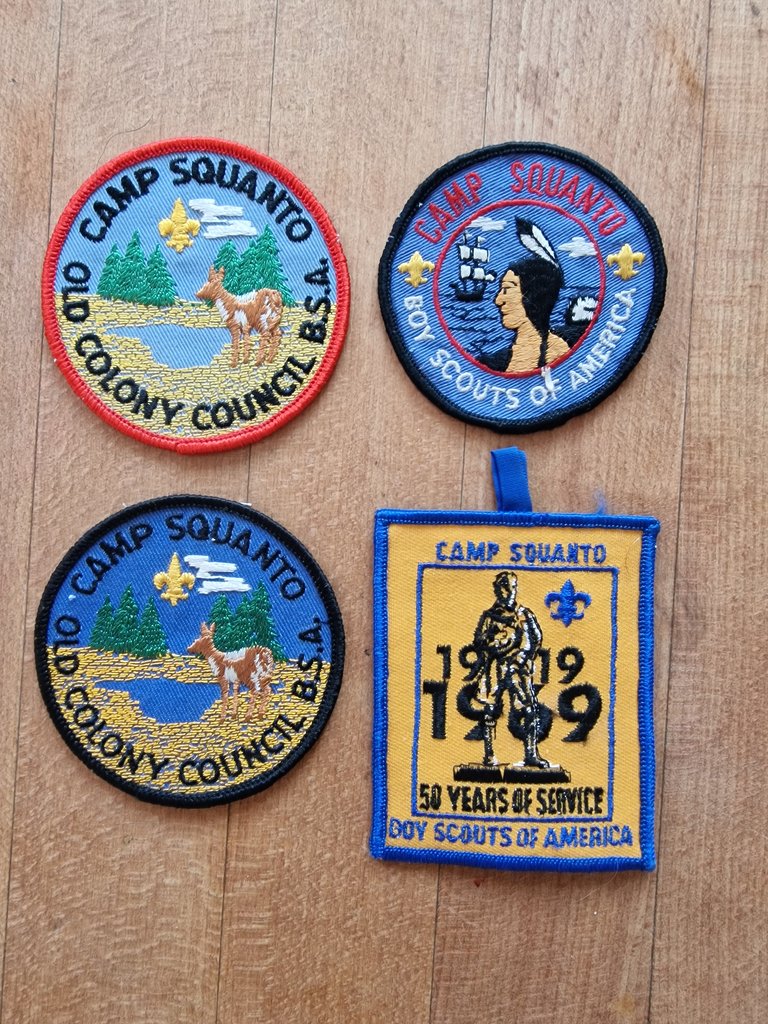 CAMP SQUANTO
OLD COLONY COUNCIL B.S.A.
CAMP SQUANTO
BOY SCOUTS OF AMERICA
CAMP SQUANTO
OLD COLONY COUNCIL B.S.A.
CAMP SQUANTO
1919
1969
50 YEARS OF SERVICE
BOY SCOUTS OF AMERICA